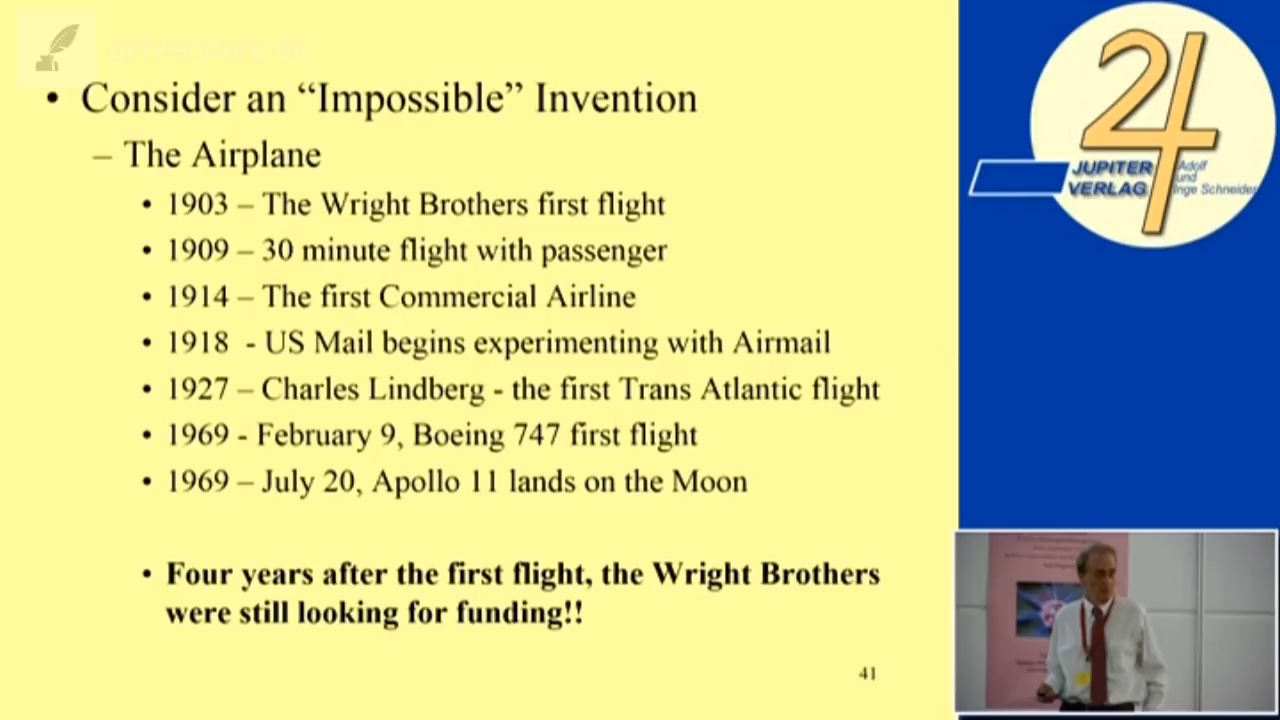 • Consider an “Impossible” Invention
– The Airplane
• 1903 – The Wright Brothers first flight
• 1909 – 30 minute flight with passenger
• 1914 – The first Commercial Airline
• 1918 - US Mail begins experimenting with Airmail
• 1927 – Charles Lindberg - the first Trans Atlantic flight
• 1969 - February 9, Boeing 747 first flight
• 1969 – July 20, Apollo 11 lands on the Moon
• Four years after the first flight, the Wright Brothers
were still looking for funding!!
41
JUPITER
VERLAG
Adolf
und
Inge Schneider